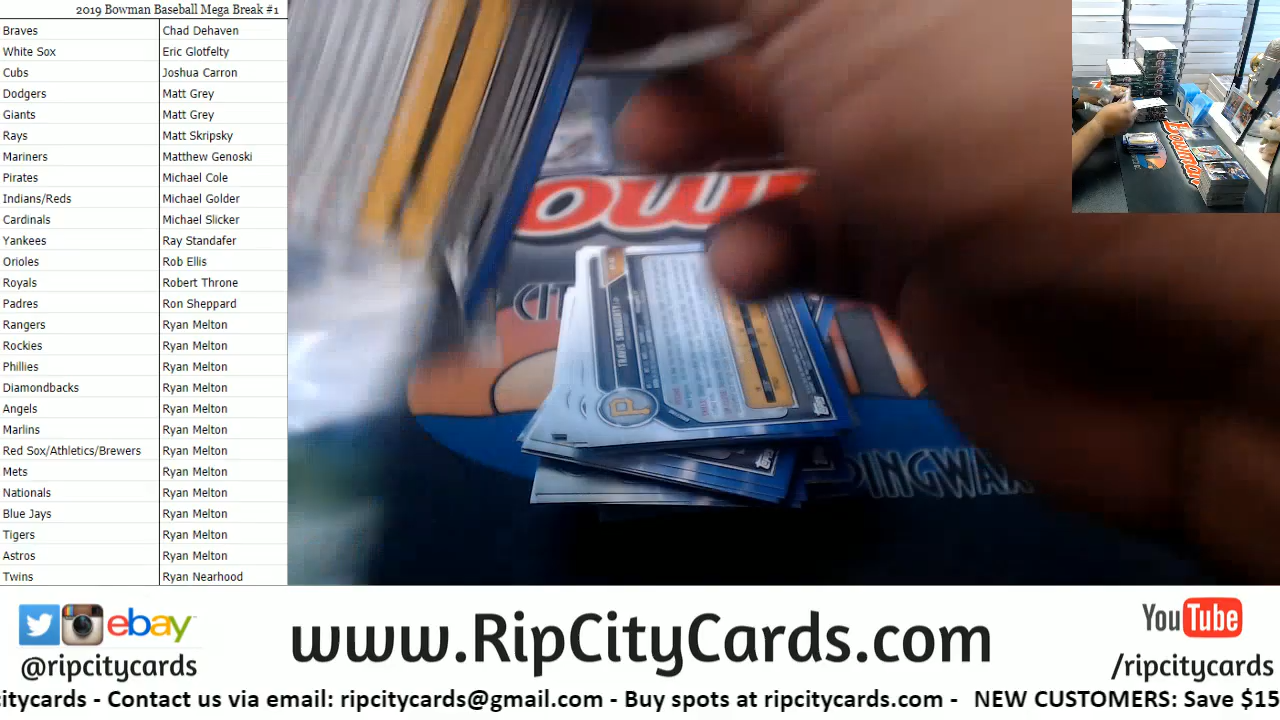 2019 Bowman Baseball Mega Break #1
Braves Chad Dehaven
White Sox Eric Glotfelty
Cubs Joshua Carron
Dodgers Matt Grey
Giants Matt Grey
Rays Matt Skripsky
Mariners Matthew Genoski
Pirates Michael Cole
Indians/Reds Michael Golder
Cardinals Michael Slicker
Yankees Ray Standafer
Orioles Rob Ellis
Royals Robert Throne
Padres Ron Sheppard
Rangers Ryan Melton
Rockies Ryan Melton
Phillies Ryan Melton
Diamondbacks Ryan Melton
Angels Ryan Melton
Marlins Ryan Melton
Red Sox/Athletics/Brewers Ryan Melton
Mets Ryan Melton
Nationals Ryan Melton
Blue Jays Ryan Melton
Tigers Ryan Melton
Astros Ryan Melton
Twins Ryan Nearhood
Bowman
TRAVIS SWAGGERTY
P
Topps
ebay
@ripcitycards
www.RipCityCards.com
YouTube
/ripcitycards
citycards - Contact us via email: ripcitycards@gmail.com - Buy spots at ripcitycards.com - NEW CUSTOMERS: Save $15